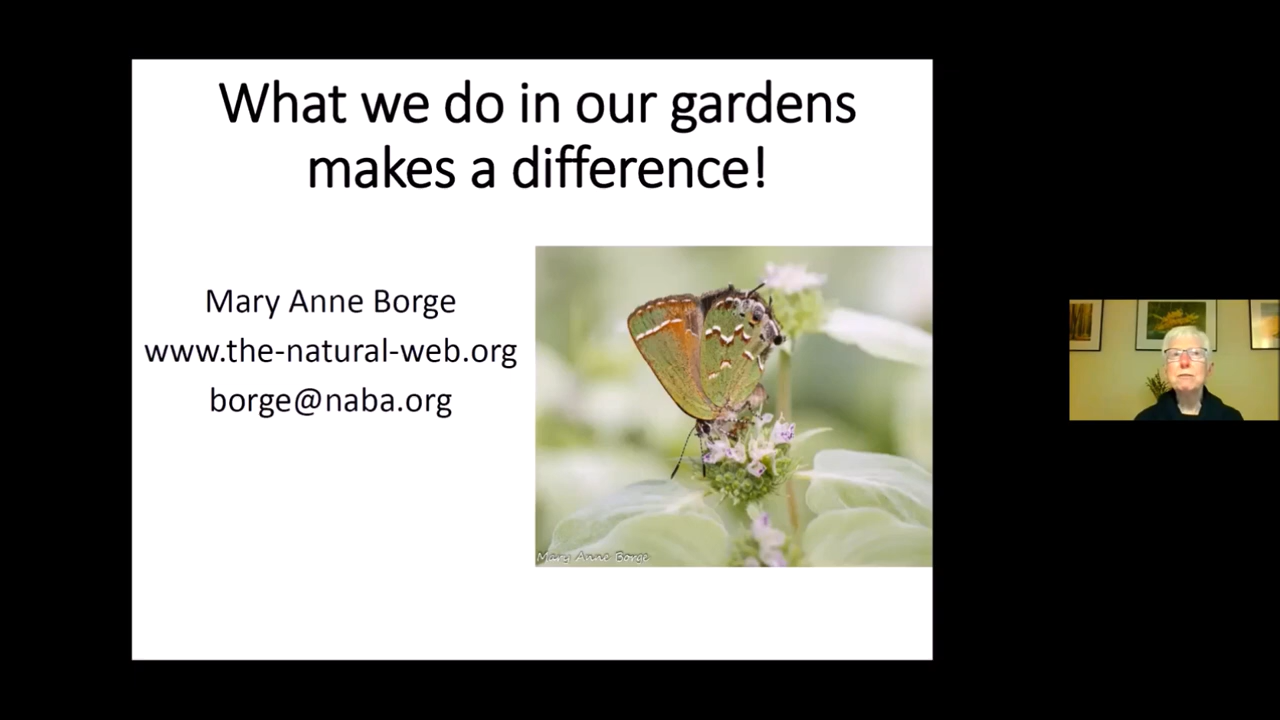 What we do in our gardens
makes a difference!
Mary Anne Borge
www.the-natural-web.org
borge@naba.org
Mary Anne Borge